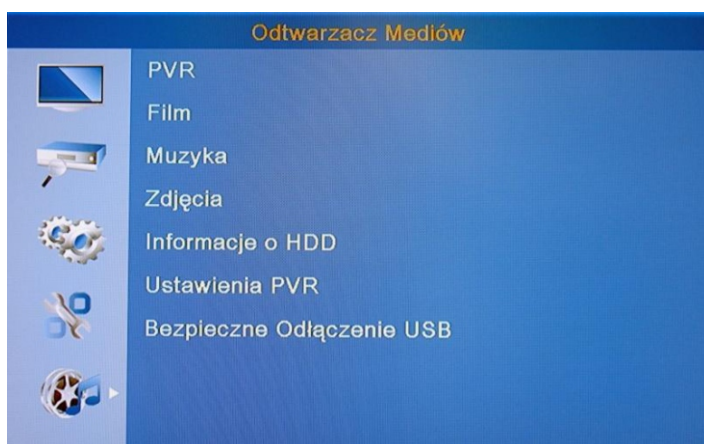 Odtwarzacz Mediów
PVR
Film
Muzyka
Zdjęcia
Informacje o HDD
Ustawienia PVR
Bezpieczne Odłączenie USB